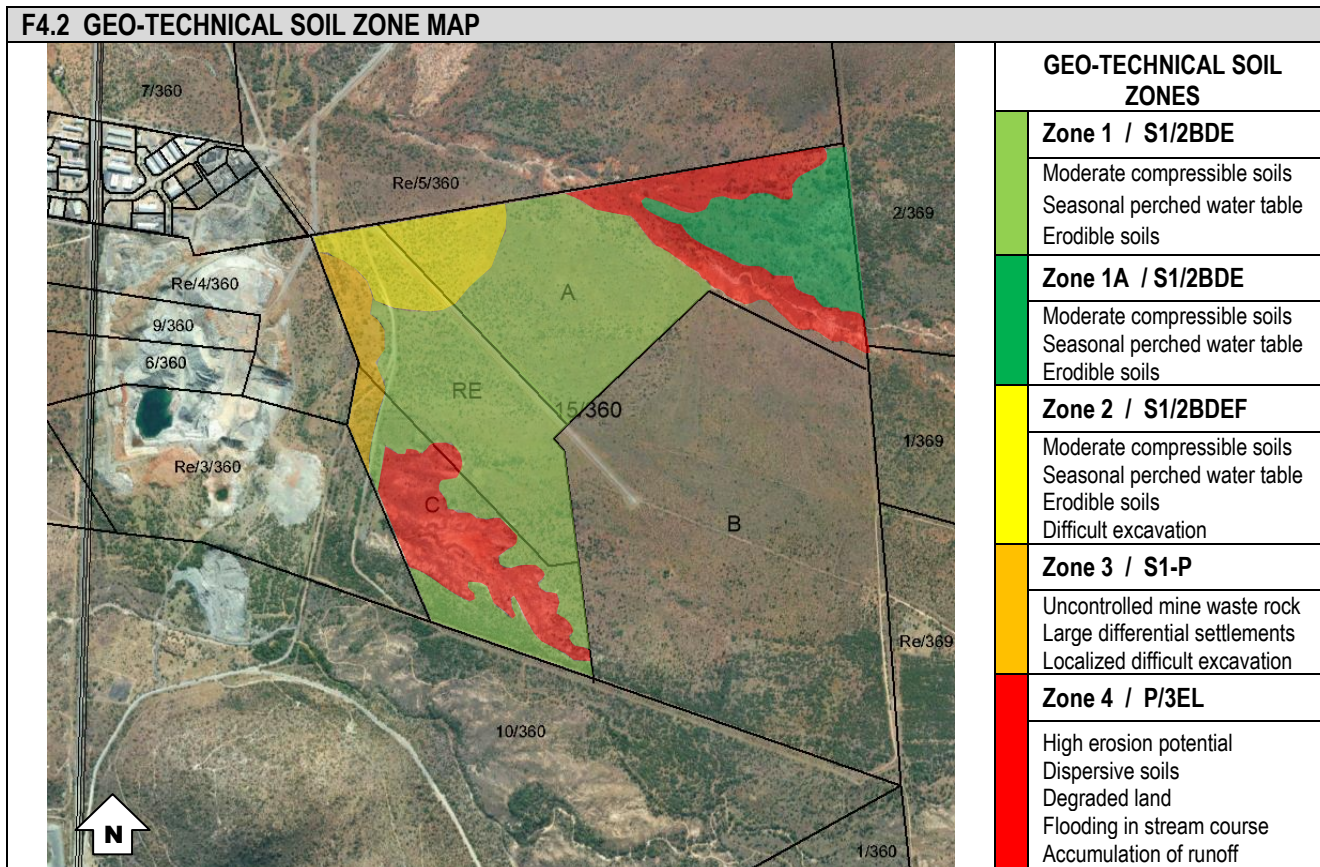 F4.2 GEO-TECHNICAL SOIL ZONE MAP
7/360
Re/5/360
2/369
Re/4/360
A
9/360
6/360
RE
15/360
1/369
Re/3/360
C
B
Re/369
10/360
N
1/360
GEO-TECHNICAL SOIL
ZONES
Zone 1 / S1/2BDE
Moderate compressible soils
Seasonal perched water table
Erodible soils
Zone 1A / S1/2BDE
Moderate compressible soils
Seasonal perched water table
Erodible soils
Zone 2 / S1/2BDEF
Moderate compressible soils
Seasonal perched water table
Erodible soils
Difficult excavation
Zone 3 / S1-P
Uncontrolled mine waste rock
Large differential settlements
Localized difficult excavation
Zone 4 / P/3EL
High erosion potential
Dispersive soils
Degraded land
Flooding in stream course
Accumulation of runoff